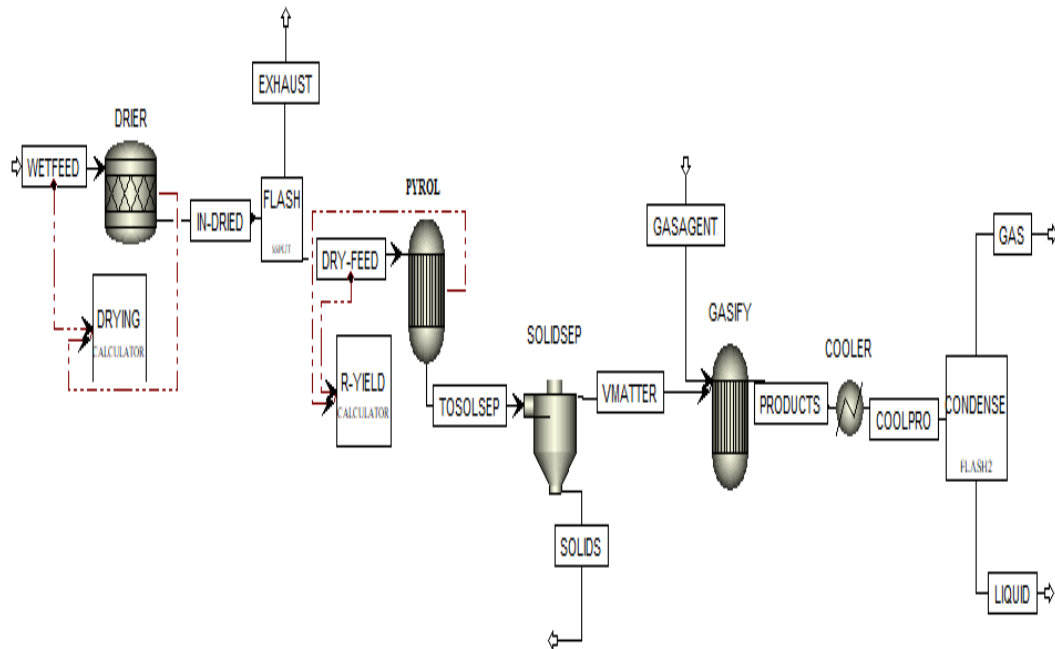 EXHAUST
DRIER
WETFEED
IN-DRIED
FLASH
SSPLIT
DRYING
CALCULATOR
PYROL
DRY-FEED
R-YIELD
CALCULATOR
TOSOLSEP
SOLIDSEP
VMATTER
SOLIDS
GASAGENT
GASIFY
PRODUCTS
COOLER
COOLPRO
GAS
CONDENSE
FLASH2
LIQUID